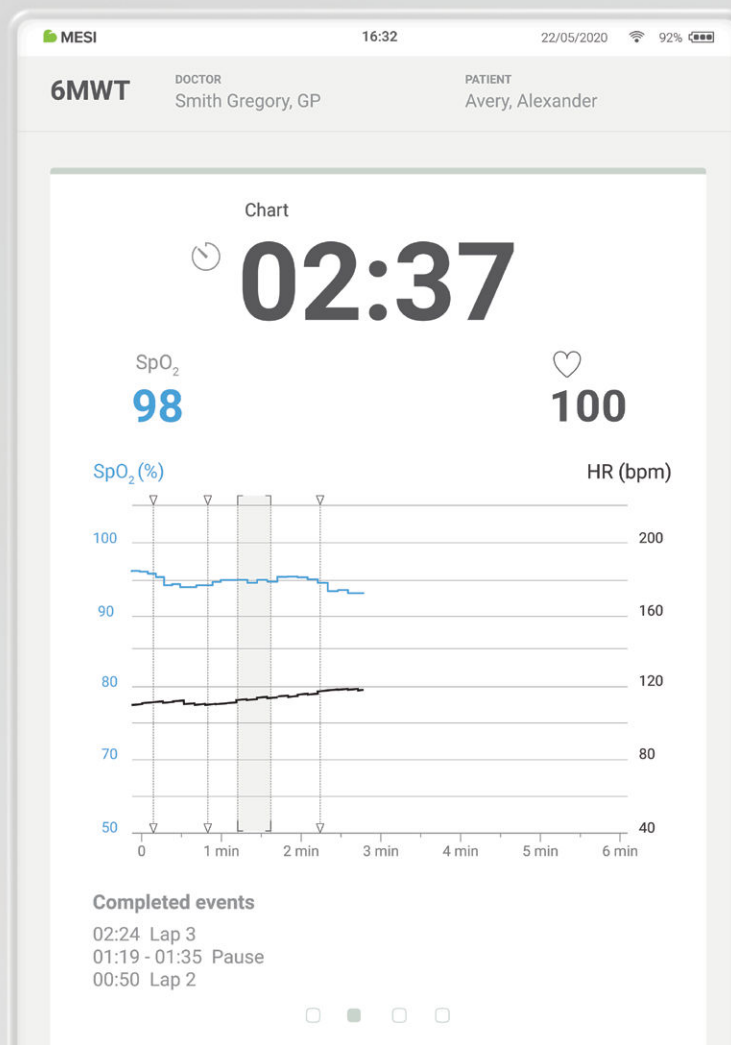 MESI 16:32 22/05/2020 92%
6MWT
DOCTOR
Smith Gregory, GP
PATIENT
Avery, Alexander
Chart
02:37
SpO₂
98
100
SpO₂ (%)
HR (bpm)
100 200
90 160
80 120
70 80
50 40
0 1 min 2 min 3 min 4 min 5 min 6 min
Completed events
02:24 Lap 3
01:19 - 01:35 Pause
00:50 Lap 2